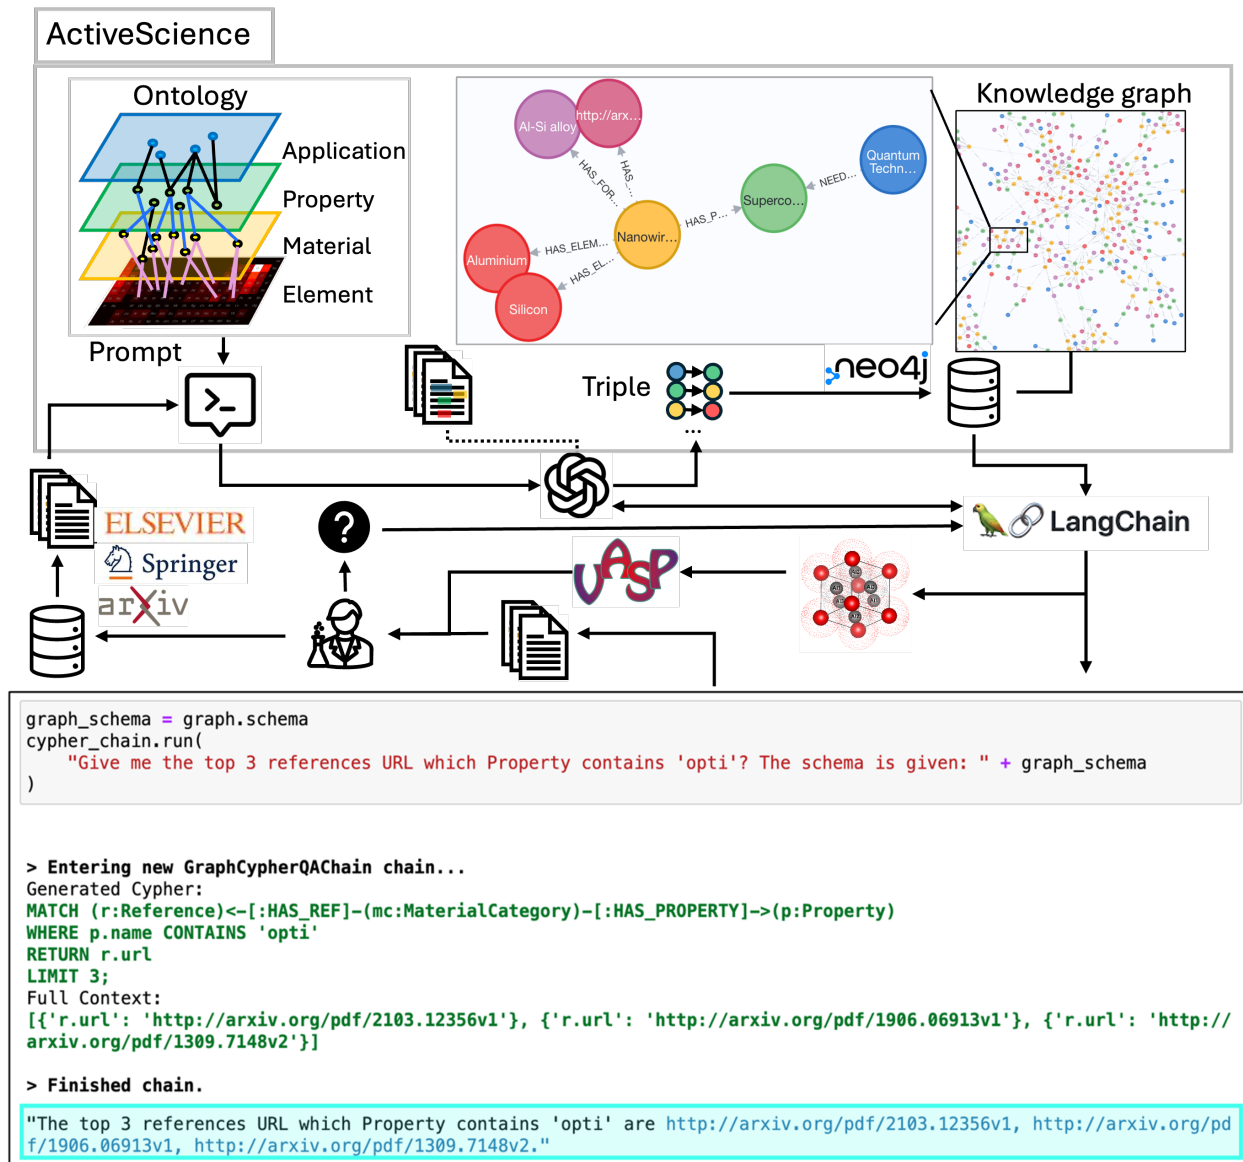 ActiveScience
Ontology
Application
Property
Material
Element
Prompt
Al-Si alloy
http://arx...
Quantum
Techn...
Superco...
Nanowir...
Aluminium
Silicon
HAS_FOR...
HAS_...
HAS_P...
NEED...
HAS_ELEM...
HAS_EL...
Knowledge graph
Triple
...
neo4j
>_
ELSEVIER
Springer
arXiv
?
VASP
LangChain
graph_schema = graph.schema
cypher_chain.run(
"Give me the top 3 references URL which Property contains 'opti'? The schema is given: " + graph_schema
)
> Entering new GraphCypherQAChain chain...
Generated Cypher:
MATCH (r:Reference)<-[:HAS_REF]-(mc:MaterialCategory)-[:HAS_PROPERTY]->(p:Property)
WHERE p.name CONTAINS 'opti'
RETURN r.url
LIMIT 3;
Full Context:
[{'r.url': 'http://arxiv.org/pdf/2103.12356v1'}, {'r.url': 'http://arxiv.org/pdf/1906.06913v1'}, {'r.url': 'http://
arxiv.org/pdf/1309.7148v2'}]
> Finished chain.
"The top 3 references URL which Property contains 'opti' are http://arxiv.org/pdf/2103.12356v1, http://arxiv.org/pd
f/1906.06913v1, http://arxiv.org/pdf/1309.7148v2."